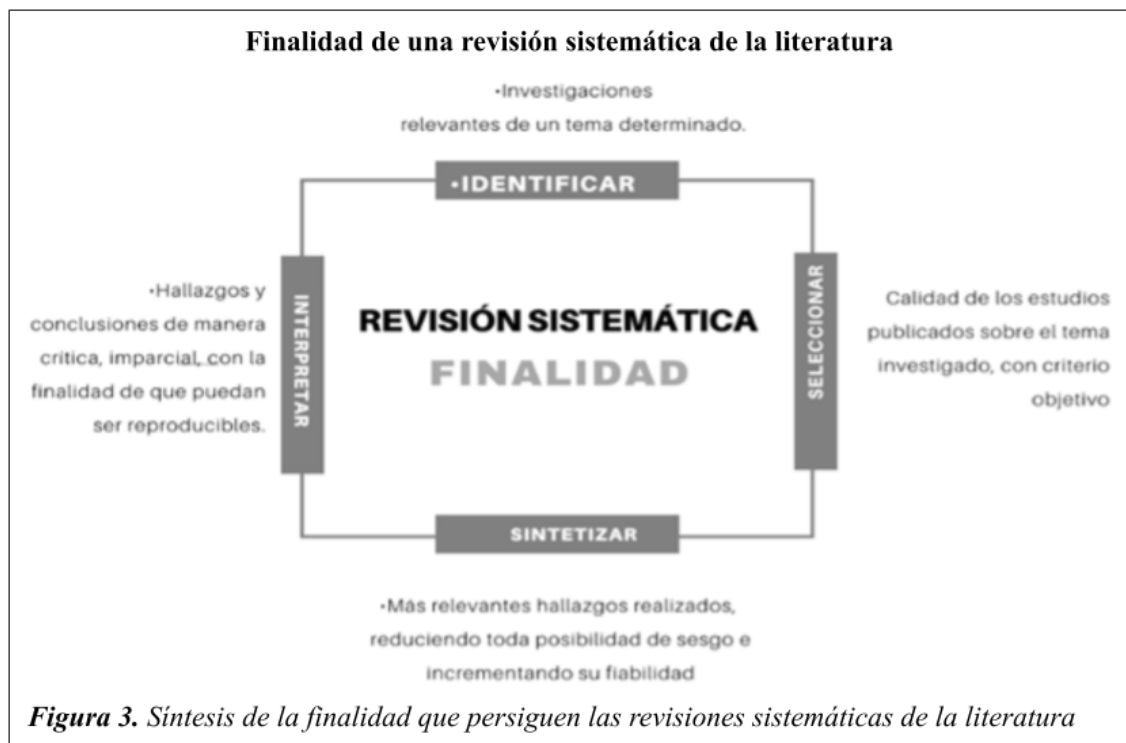 Finalidad de una revisión sistemática de la literatura
•Investigaciones
relevantes de un tema determinado.
•IDENTIFICAR
•Hallazgos y
conclusiones de manera
crítica, imparcial, con la
finalidad de que puedan
ser reproducibles.
INTERPRETAR
REVISIÓN SISTEMÁTICA
FINALIDAD
SELECCIONAR
Calidad de los estudios
publicados sobre el tema
investigado, con criterio
objetivo
SINTETIZAR
•Más relevantes hallazgos realizados,
reduciendo toda posibilidad de sesgo e
incrementando su fiabilidad
Figura 3. Síntesis de la finalidad que persiguen las revisiones sistemáticas de la literatura